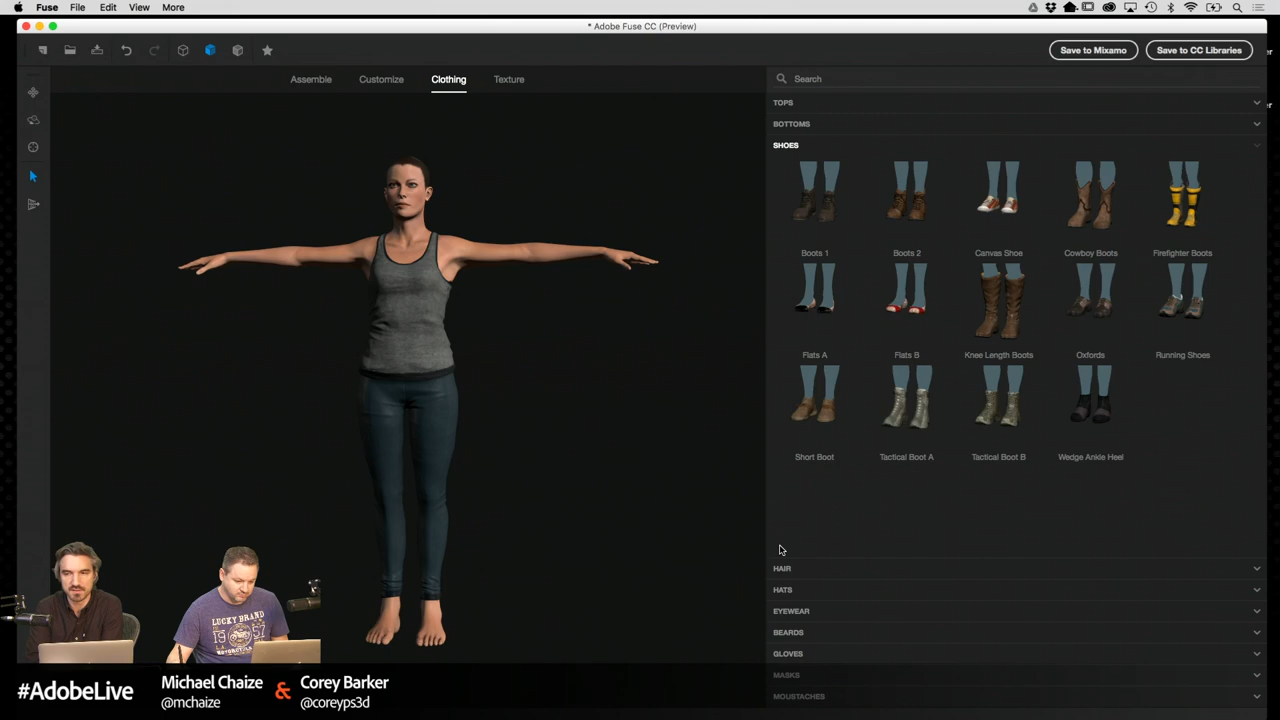 Fuse File Edit View More
* Adobe Fuse CC (Preview)
Save to Mixamo
Save to CC Libraries
Assemble
Customize
Clothing
Texture
Search
TOPS
BOTTOMS
SHOES
Boots 1
Boots 2
Canvas Shoe
Cowboy Boots
Firefighter Boots
Flats A
Flats B
Knee Length Boots
Oxfords
Running Shoes
Short Boot
Tactical Boot A
Tactical Boot B
Wedge Ankle Heel
HAIR
HATS
EYEWEAR
BEARDS
GLOVES
MASKS
MOUSTACHES
LUCKY BRAND
#AdobeLive
Michael Chaize
@mchaize
&
Corey Barker
@coreyps3d